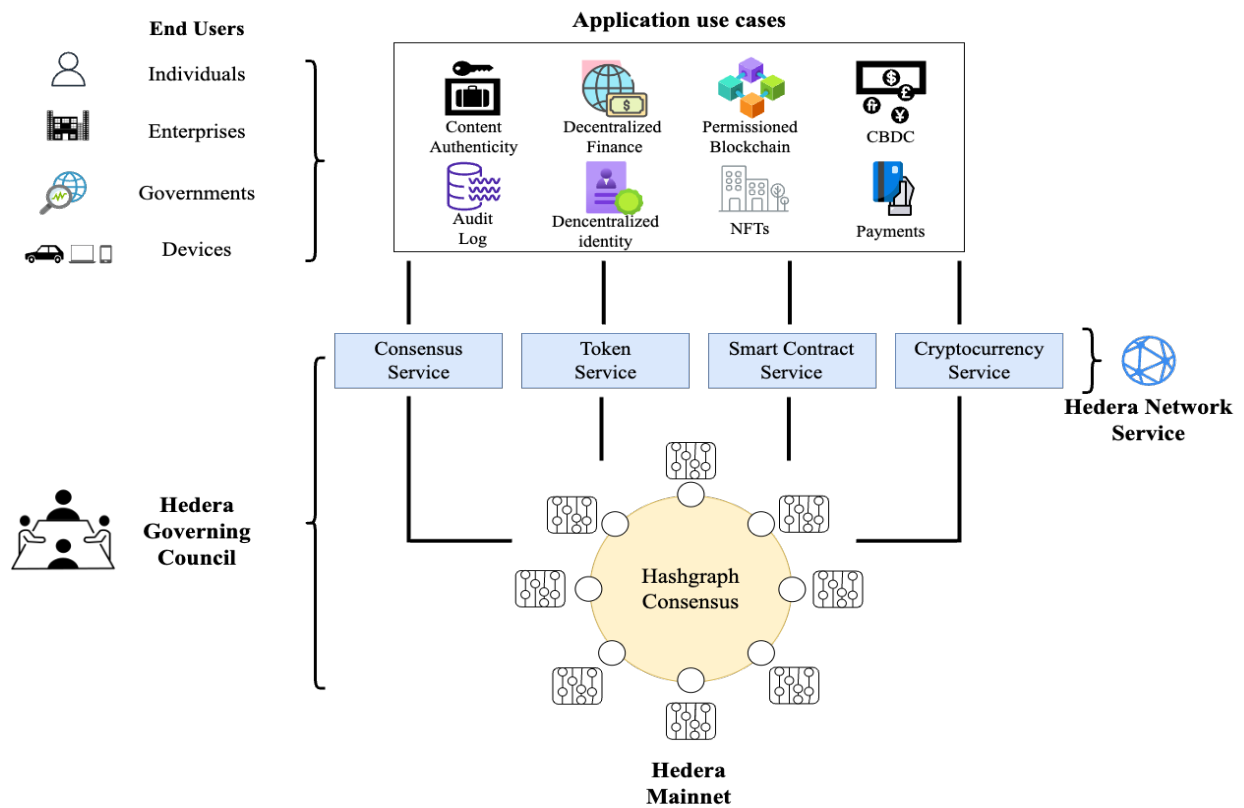 End Users
Individuals
Enterprises
Governments
Devices
Application use cases
Content
Authenticity
Decentralized
Finance
Permissioned
Blockchain
CBDC
Audit
Log
Dencentralized
identity
NFTs
Payments
Consensus
Service
Token
Service
Smart Contract
Service
Cryptocurrency
Service
Hedera Network
Service
Hedera
Governing
Council
Hashgraph
Consensus
Hedera
Mainnet